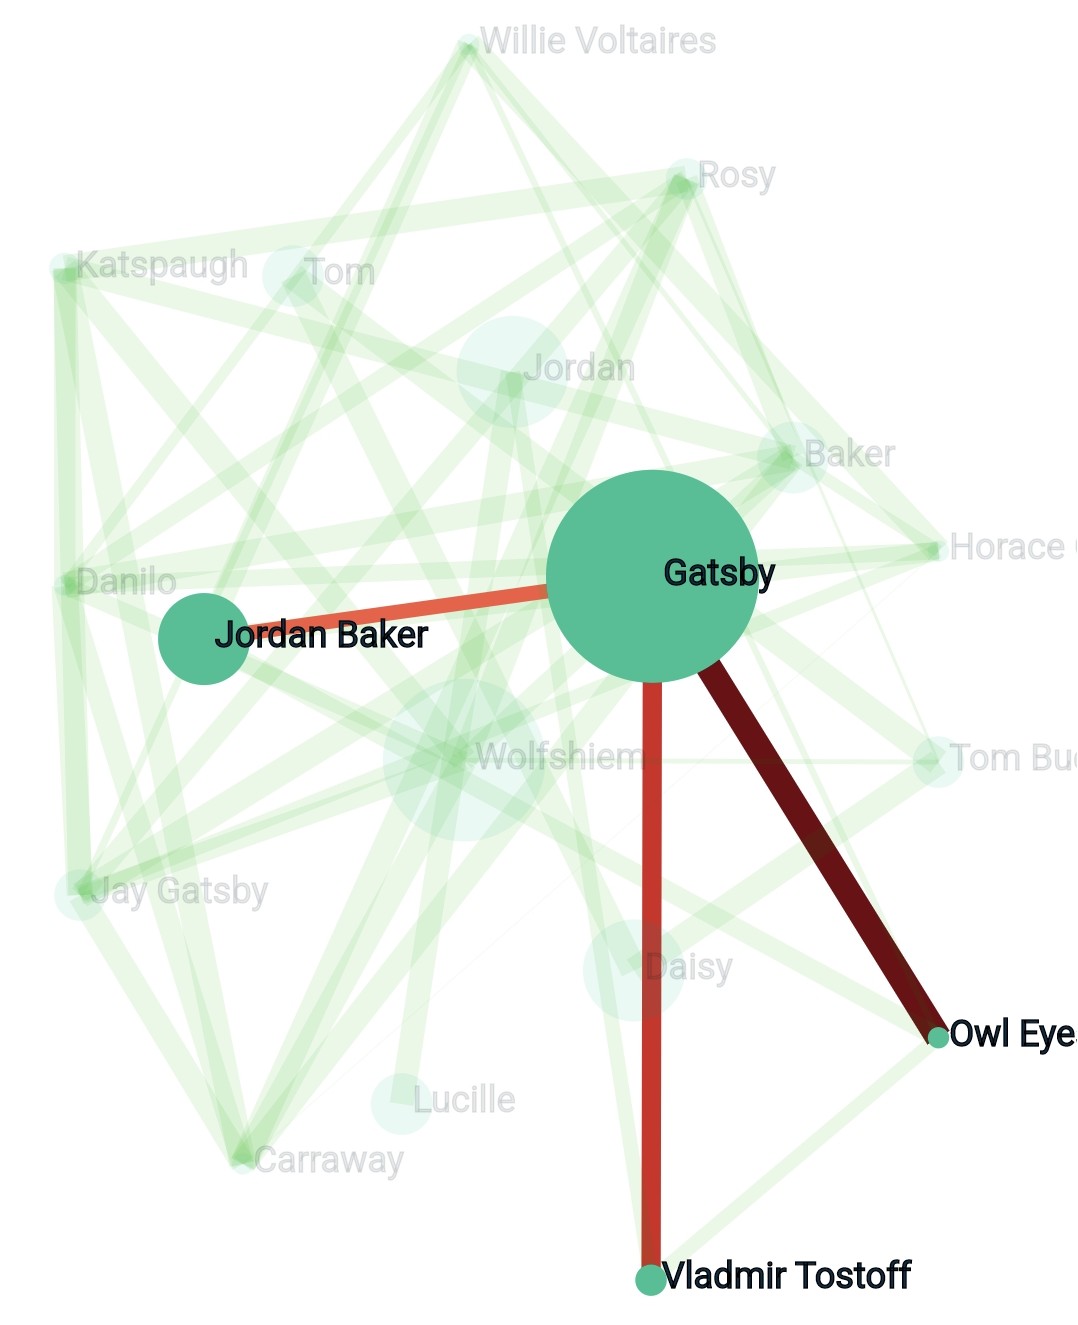 Willie Voltaires
Rosy
Katspaugh
Tom
Jordan
Baker
Horace
Gatsby
Danilo
Jordan Baker
Wolfshiem
Tom
Jay Gatsby
Daisy
Owl Eye
Lucille
Carraway
Vladmir Tostoff